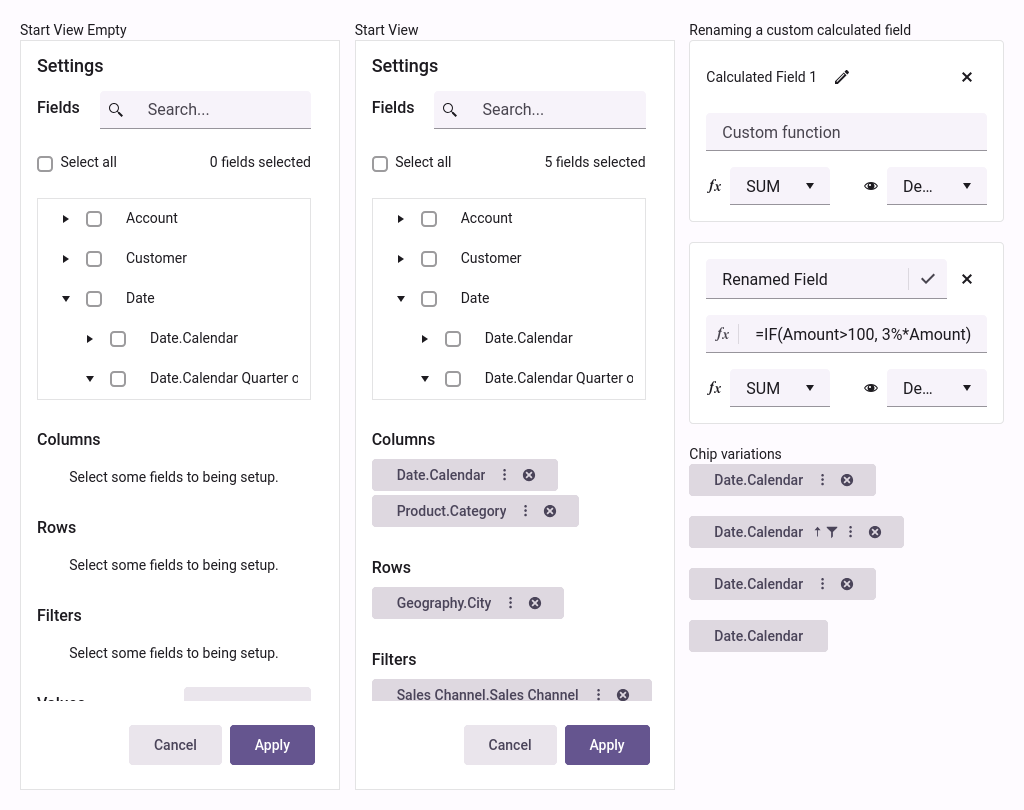 Start View Empty
Settings
Fields
Search...
Select all
0 fields selected
Account
Customer
Date
Date.Calendar
Date.Calendar Quarter o
Columns
Select some fields to being setup.
Rows
Select some fields to being setup.
Filters
Select some fields to being setup.
Values
Cancel
Apply
Start View
Settings
Fields
Search...
Select all
5 fields selected
Account
Customer
Date
Date.Calendar
Date.Calendar Quarter o
Columns
Date.Calendar
Product.Category
Rows
Geography.City
Filters
Sales Channel.Sales Channel
Cancel
Apply
Renaming a custom calculated field
Calculated Field 1
Custom function
fx SUM
De...
Renamed Field
fx =IF(Amount>100, 3%*Amount)
fx SUM
De...
Chip variations
Date.Calendar
Date.Calendar
Date.Calendar
Date.Calendar